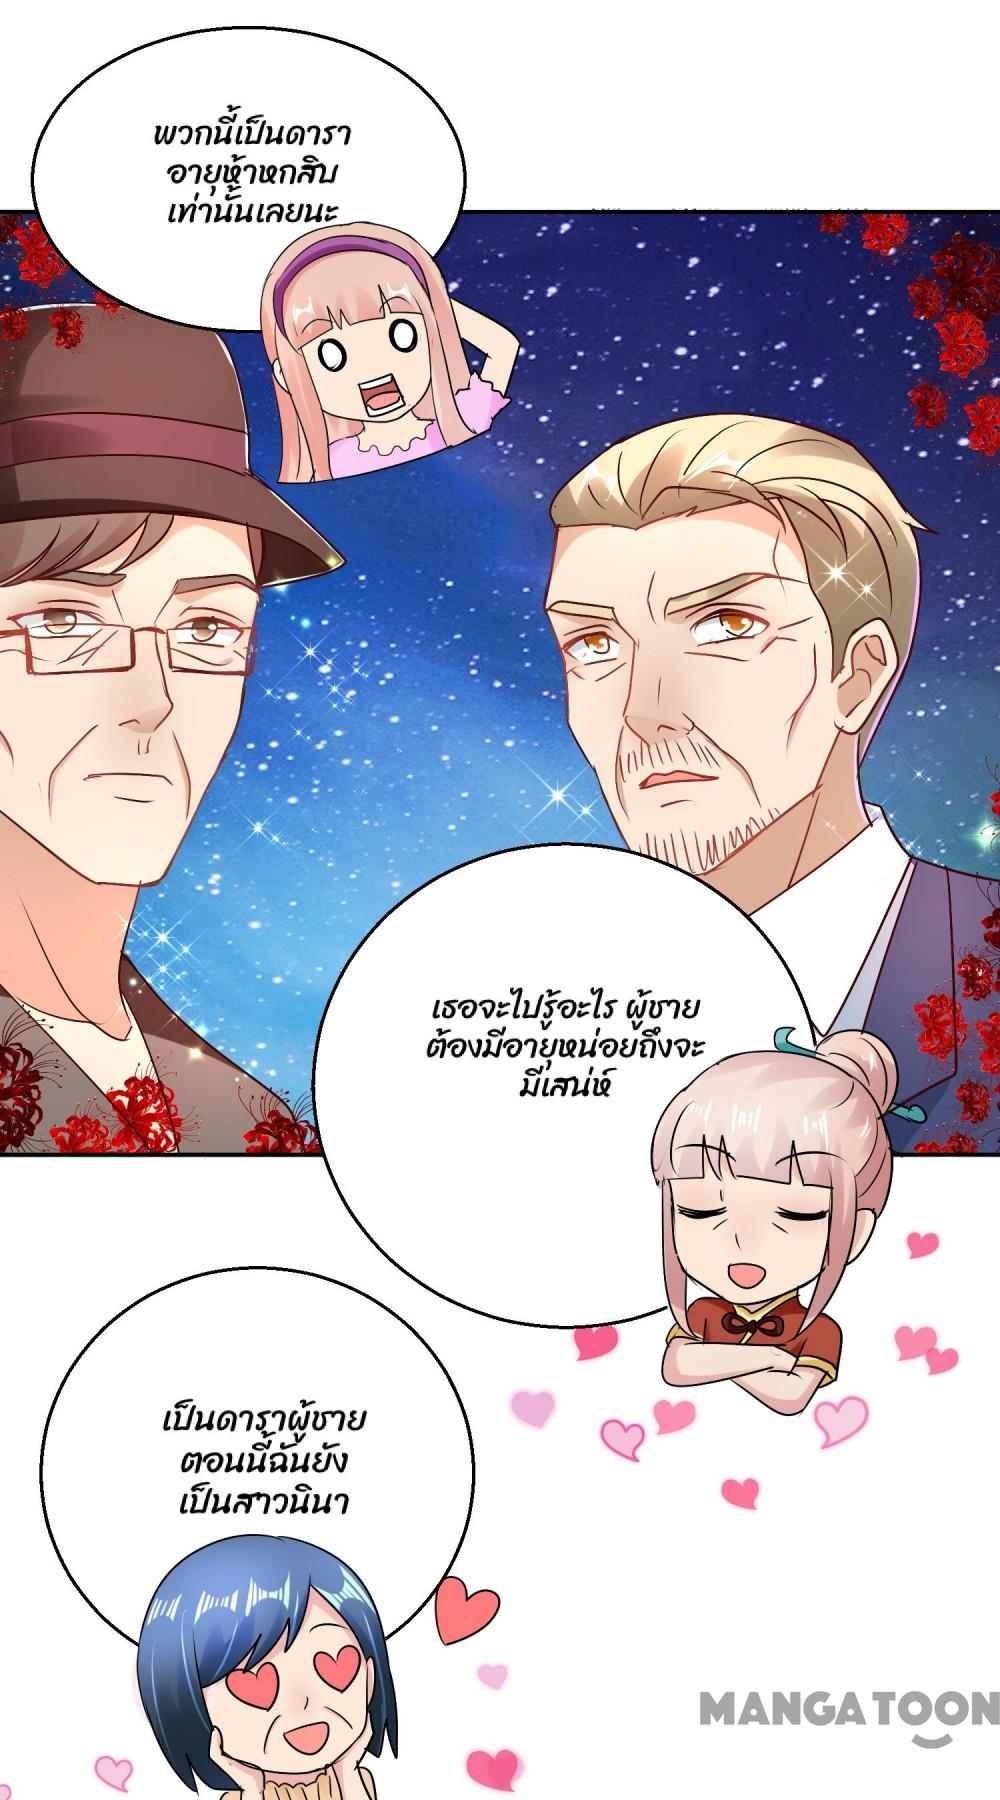 พวกนี้เป็นดารา
อายุห้าหกสิบ
เท่านั้นเลยนะ
เธอจะไปรู้อะไร ผู้ชาย
ต้องมีอายุหน่อยถึงจะ
มีเสน่ห์
เป็นดาราผู้ชาย
ตอนนี้ฉันยัง
เป็นสาวนินา
MANGATOON